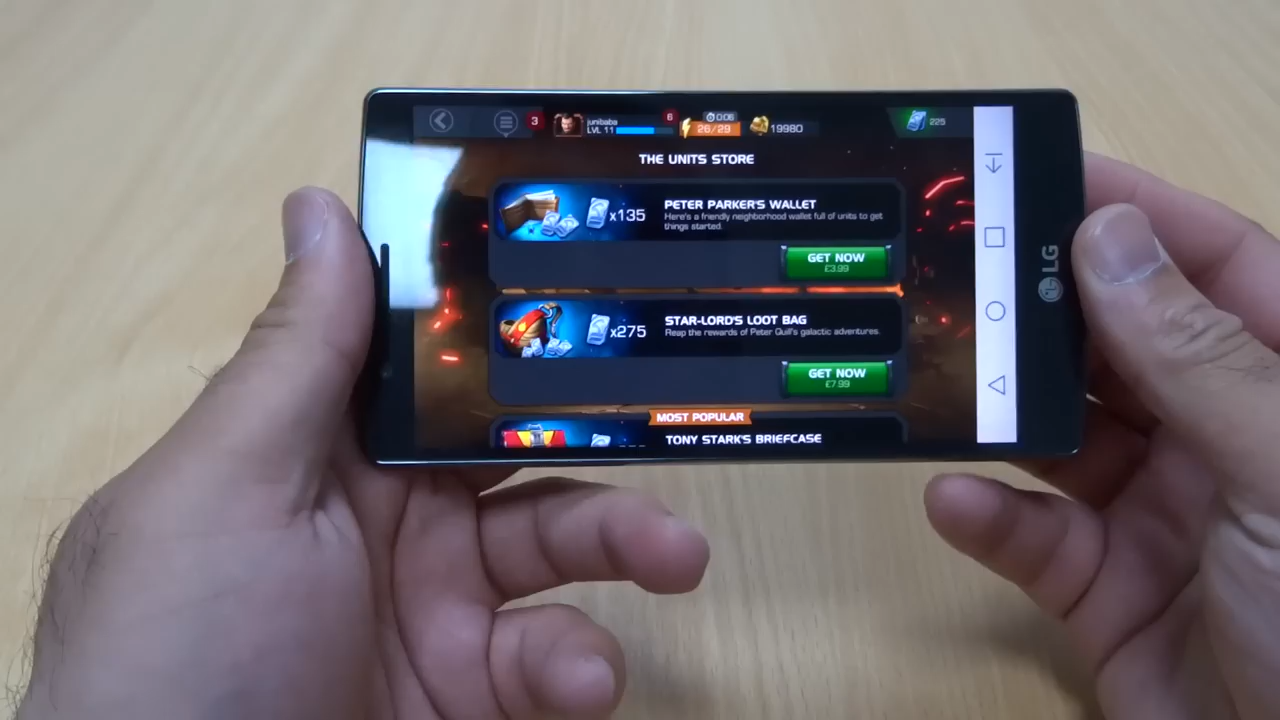 3
junibaba
LVL 11
6
0:06
26/29
19980
225
THE UNITS STORE
x135
PETER PARKER'S WALLET
Here's a friendly neighborhood wallet full of units to get
things started.
GET NOW
£3.99
x275
STAR-LORD'S LOOT BAG
Reap the rewards of Peter Quill's galactic adventures.
GET NOW
£7.99
MOST POPULAR
TONY STARK'S BRIEFCASE
LG